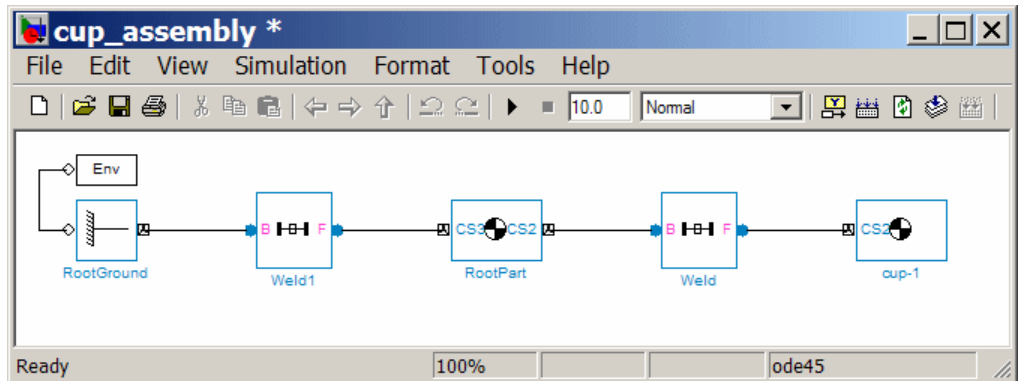 cup_assembly *
File Edit View Simulation Format Tools Help
10.0 Normal
Env
B F CS3 CS2 B F CS2
RootGround Weld1 RootPart Weld cup-1
Ready 100% ode45